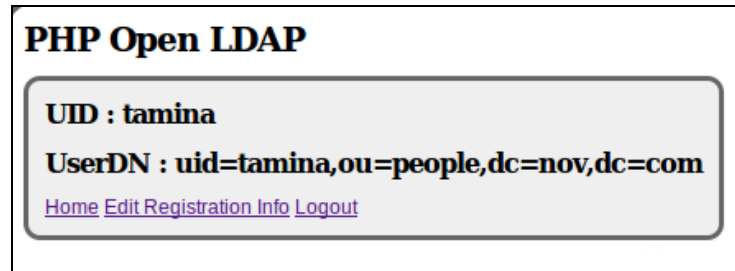 PHP Open LDAP
UID : tamina
UserDN : uid=tamina,ou=people,dc=nov,dc=com
Home Edit Registration Info Logout